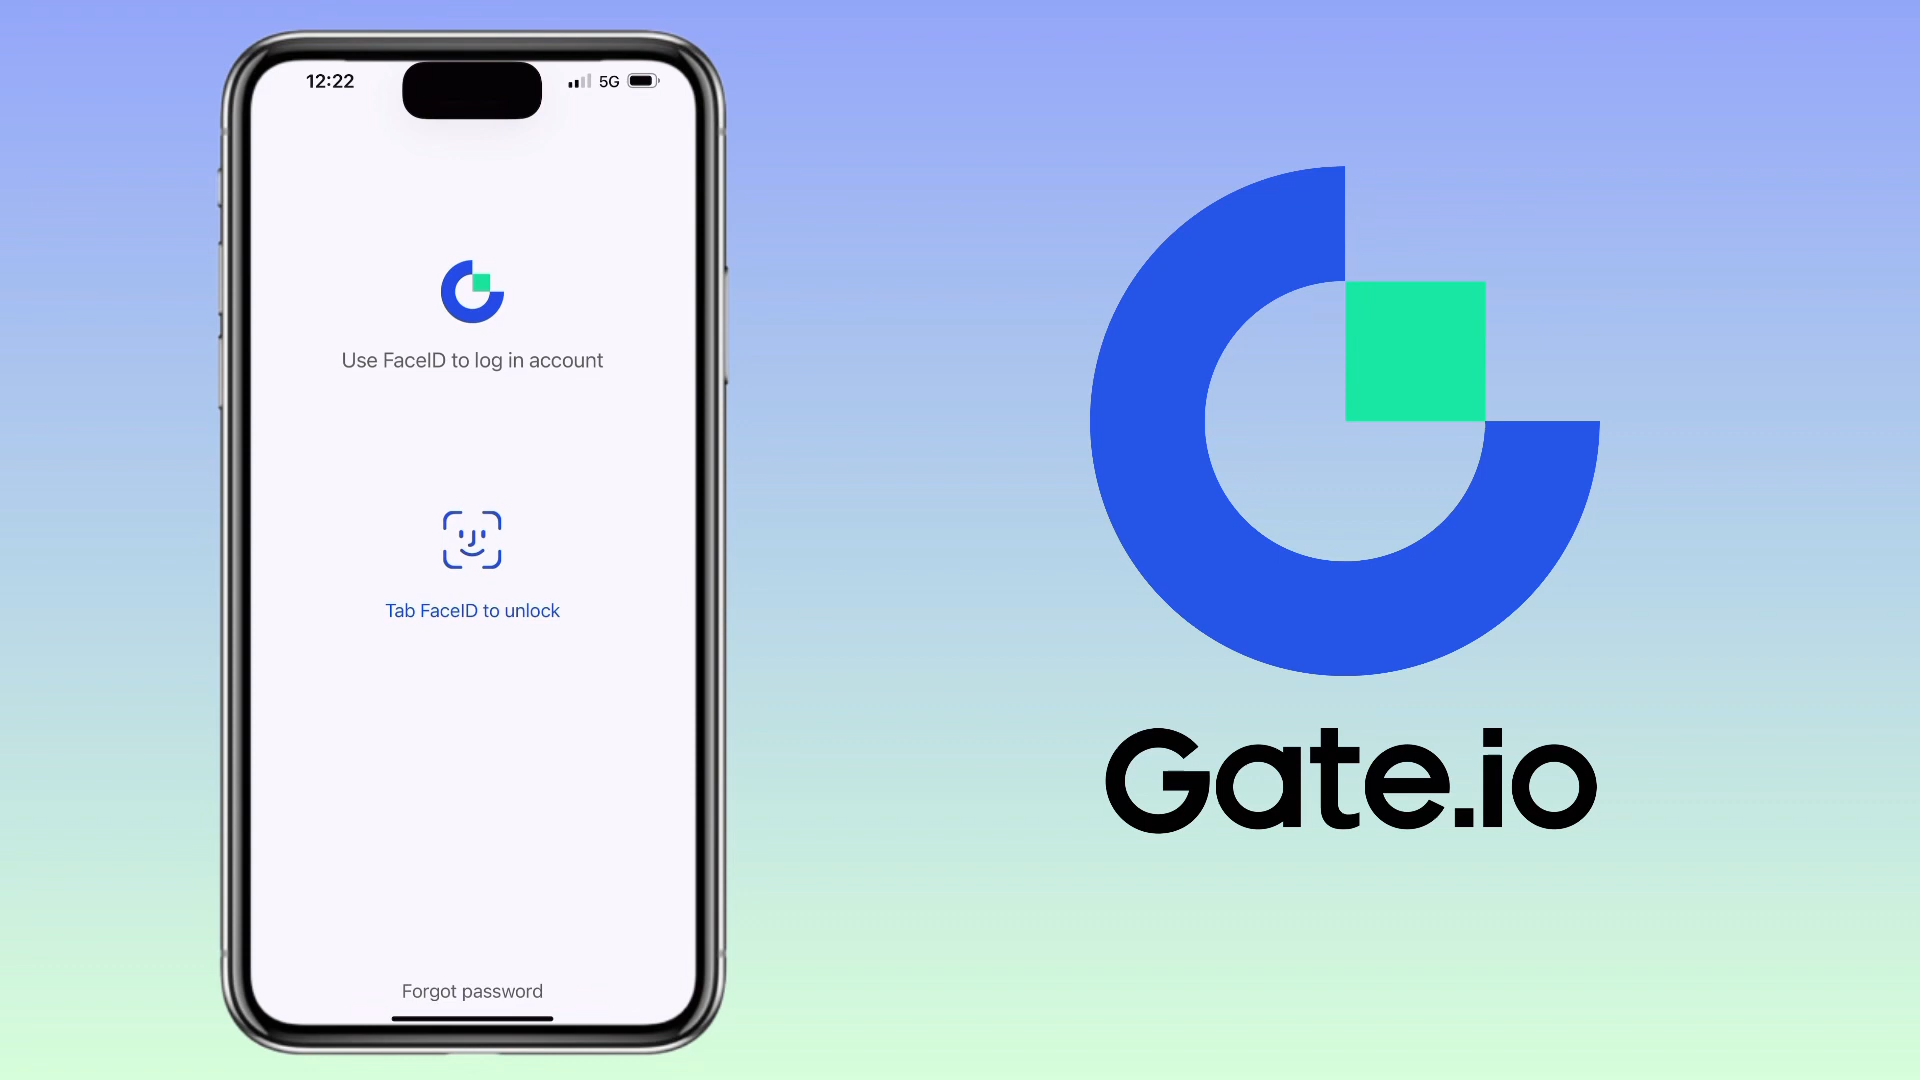 12:22
5G
Use FaceID to log in account
Tab FaceID to unlock
Forgot password
Gate.io